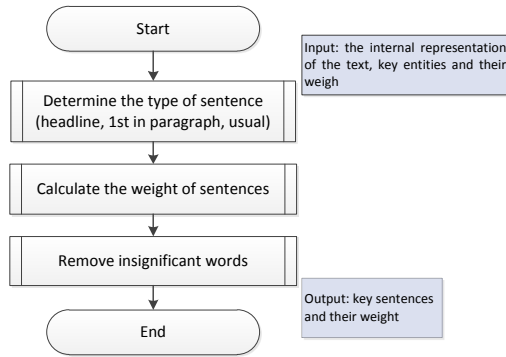 Start
Input: the internal representation
of the text, key entities and their
weigh
Determine the type of sentence
(headline, 1st in paragraph, usual)
Calculate the weight of sentences
Remove insignificant words
Output: key sentences
and their weight
End